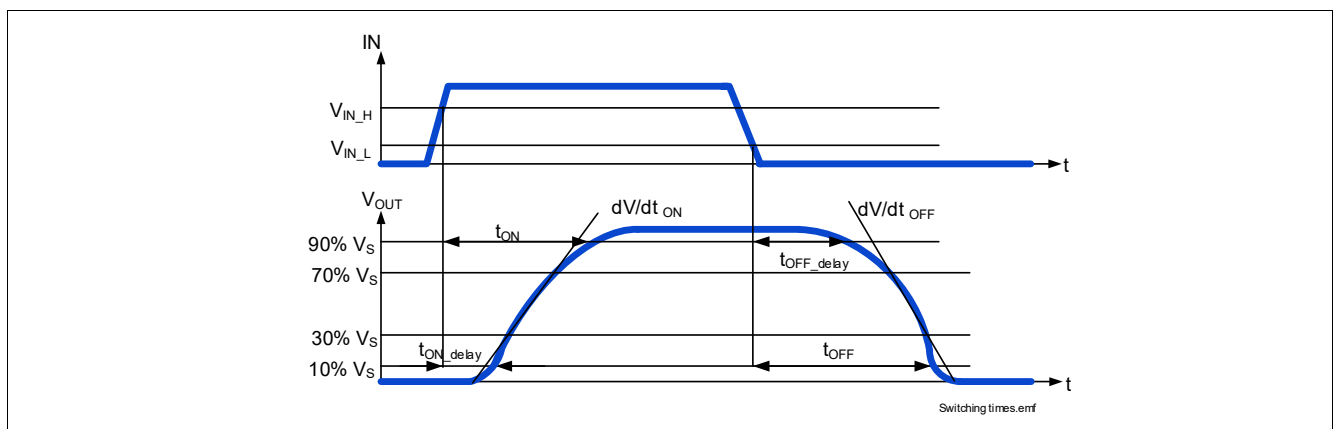 IN
V_IN_H
V_IN_L
t
V_OUT
dV/dt ON
dV/dt OFF
t_ON
90% V_S
t_OFF_delay
70% V_S
30% V_S
t_ON_delay
t_OFF
10% V_S
t
Switching times.emf